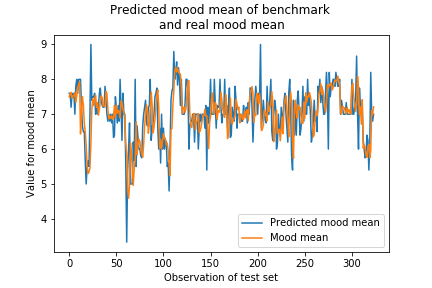 Predicted mood mean of benchmark
and real mood mean
Value for mood mean
9
8
7
6
5
4
0
50
100
150
200
250
300
Observation of test set
Predicted mood mean
Mood mean